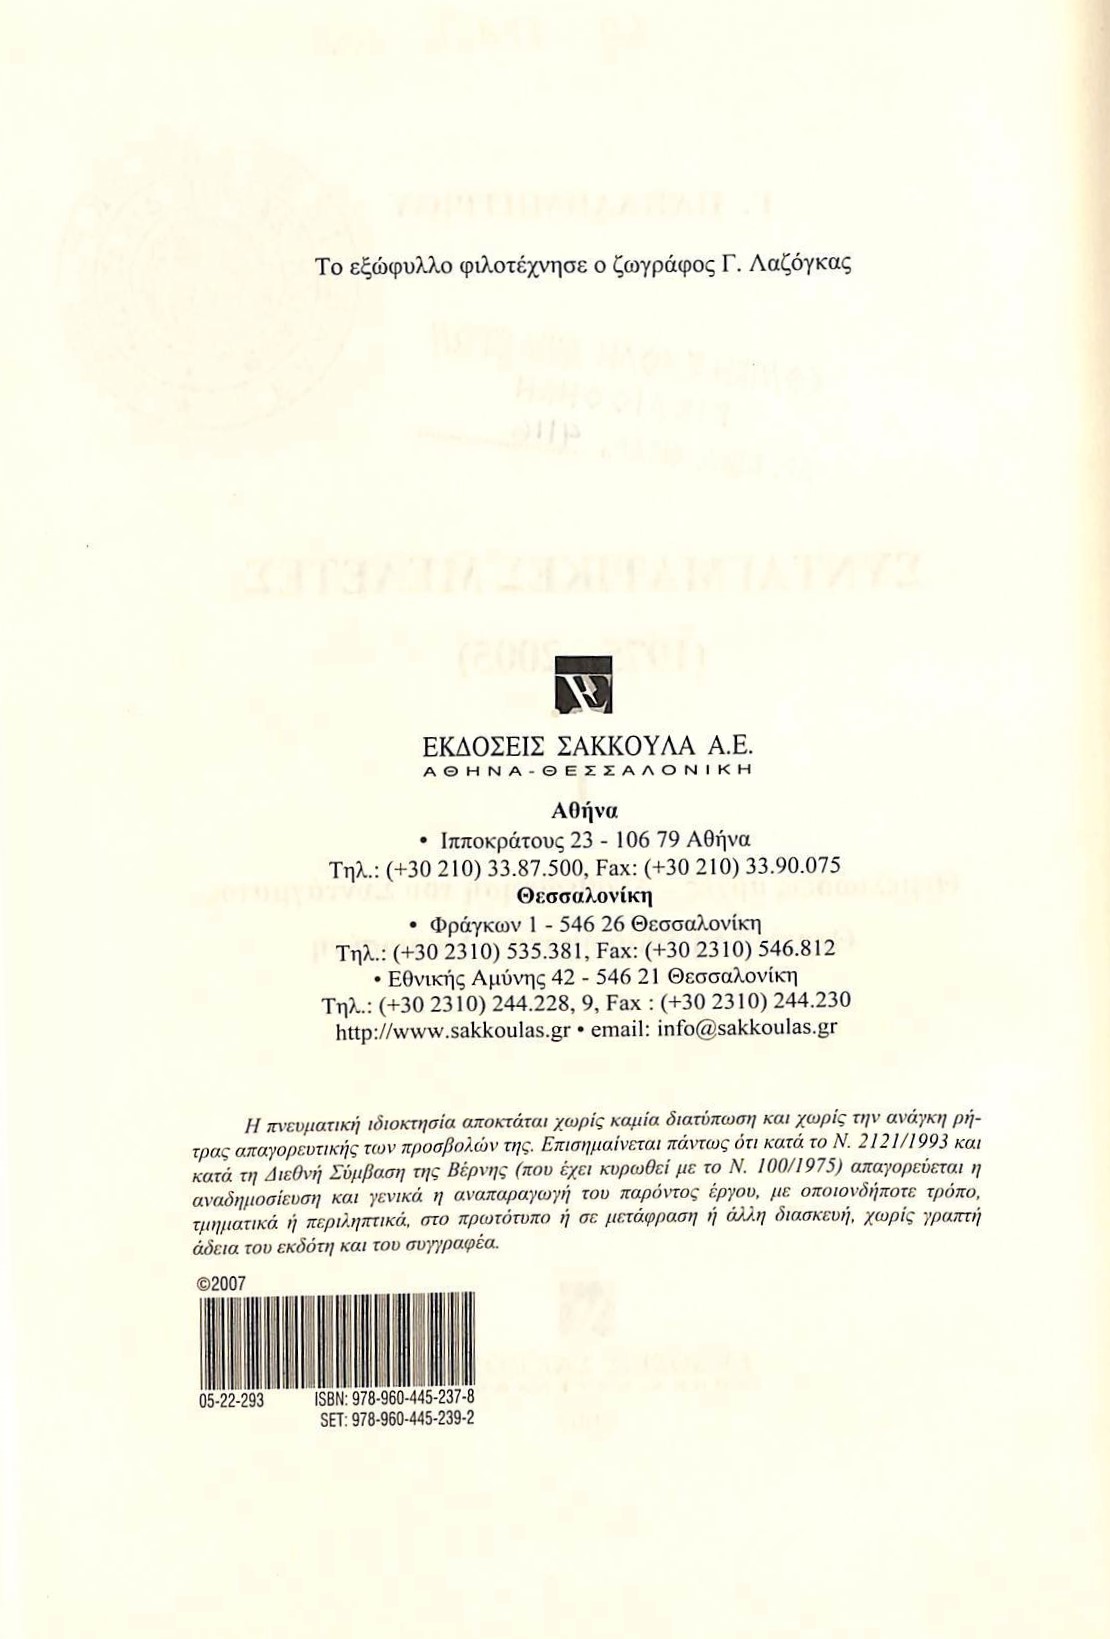 Το εξώφυλλο φιλοτέχνησε ο ζωγράφος Γ. Λαζόγκας
ΕΚΔΟΣΕΙΣ ΣΑΚΚΟΥΛΑ Α.Ε.
ΑΘΗΝΑ-ΘΕΣΣΑΛΟΝΙΚΗ
Αθήνα
• Ιπποκράτους 23 - 106 79 Αθήνα
Τηλ.: (+30 210) 33.87.500, Fax: (+30 210) 33.90.075
Θεσσαλονίκη
• Φράγκων 1 - 546 26 Θεσσαλονίκη
Τηλ.: (+30 2310) 535.381, Fax: (+30 2310) 546.812
• Εθνικής Αμύνης 42 - 546 21 Θεσσαλονίκη
Τηλ.: (+30 2310) 244.228, 9, Fax : (+30 2310) 244.230
http://www.sakkoulas.gr • email: info@sakkoulas.gr
Η πνευματική ιδιοκτησία αποκτάται χωρίς καμία διατύπωση και χωρίς την ανάγκη ρή-
τρας απαγορευτικής των προσβολών της. Επισημαίνεται πάντως ότι κατά το Ν. 2121/1993 και
κατά τη Διεθνή Σύμβαση της Βέρνης (που έχει κυρωθεί με το Ν. 100/1975) απαγορεύεται η
αναδημοσίευση και γενικά η αναπαραγωγή του παρόντος έργου, με οποιονδήποτε τρόπο,
τμηματικά ή περιληπτικά, στο πρωτότυπο ή σε μετάφραση ή άλλη διασκευή, χωρίς γραπτή
άδεια του εκδότη και του συγγραφέα.
©2007
05-22-293 ISBN: 978-960-445-237-8
SET: 978-960-445-239-2